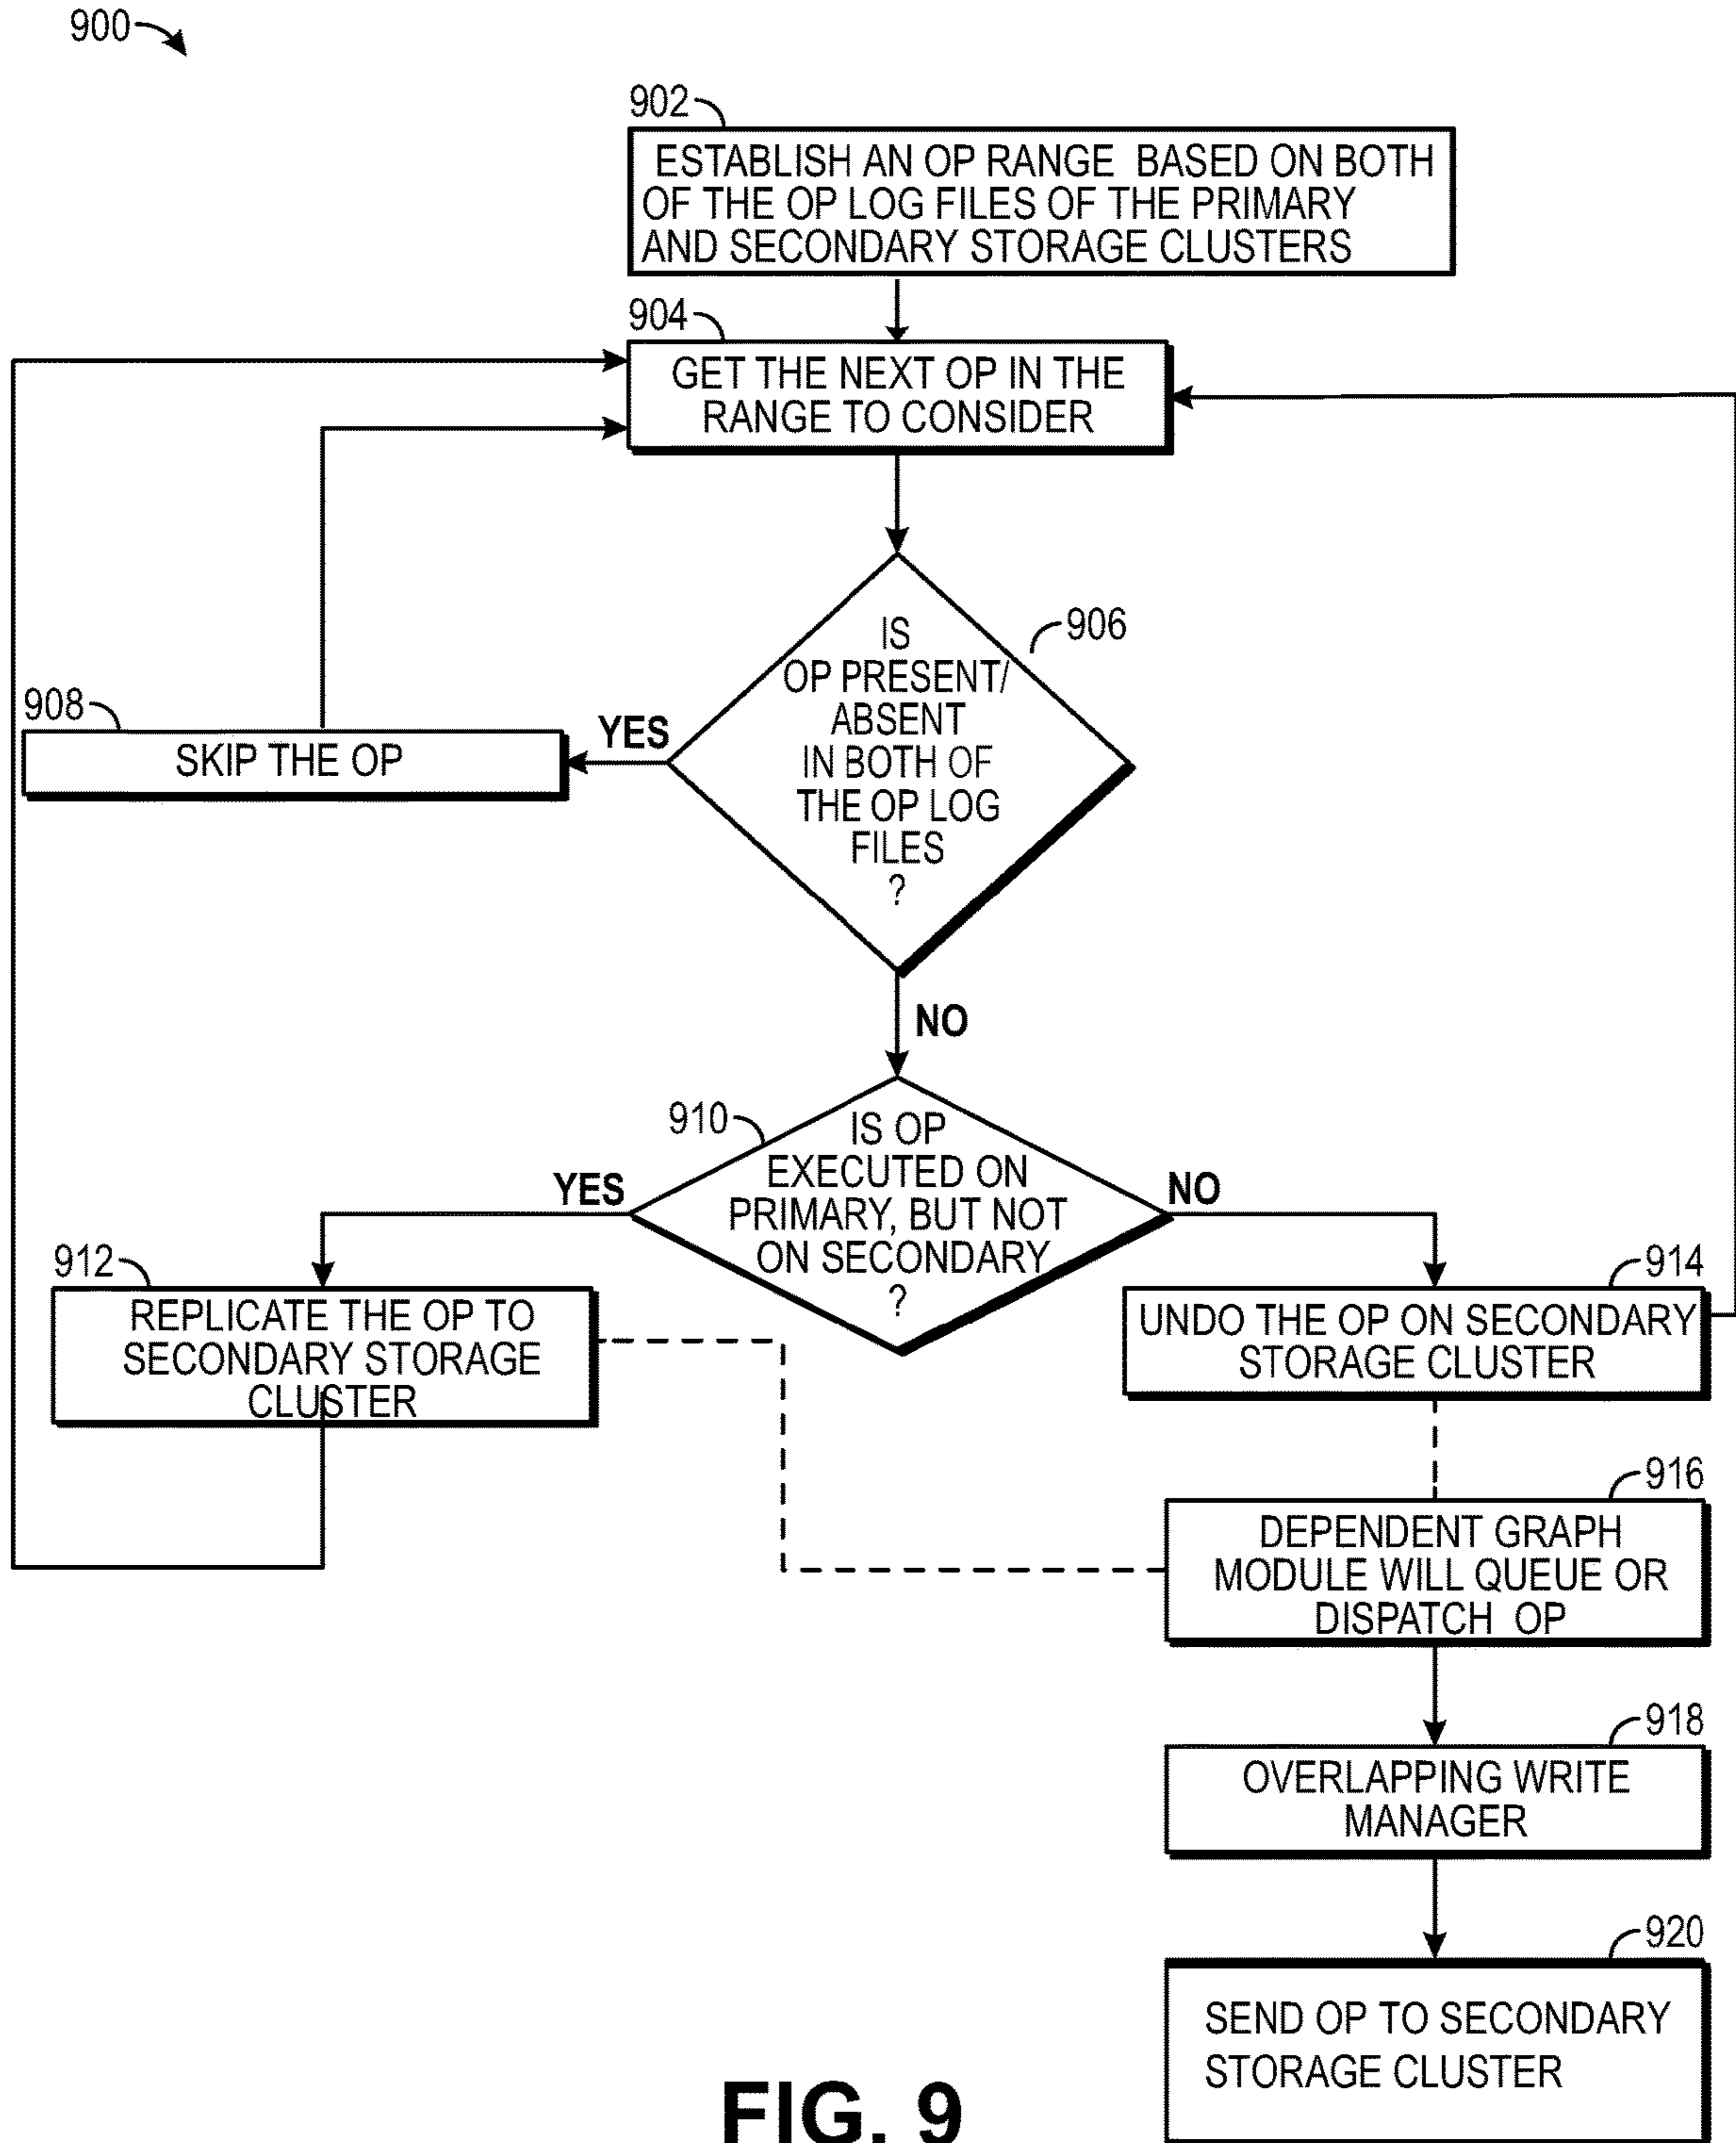 900
902
ESTABLISH AN OP RANGE BASED ON BOTH
OF THE OP LOG FILES OF THE PRIMARY
AND SECONDARY STORAGE CLUSTERS
904
GET THE NEXT OP IN THE
RANGE TO CONSIDER
906
IS
OP PRESENT/
ABSENT
IN BOTH OF
THE OP LOG
FILES
?
908
YES
SKIP THE OP
NO
910
IS OP
EXECUTED ON
PRIMARY, BUT NOT
ON SECONDARY
?
YES
NO
912
REPLICATE THE OP TO
SECONDARY STORAGE
CLUSTER
914
UNDO THE OP ON SECONDARY
STORAGE CLUSTER
916
DEPENDENT GRAPH
MODULE WILL QUEUE OR
DISPATCH OP
918
OVERLAPPING WRITE
MANAGER
920
SEND OP TO SECONDARY
STORAGE CLUSTER
FIG. 9